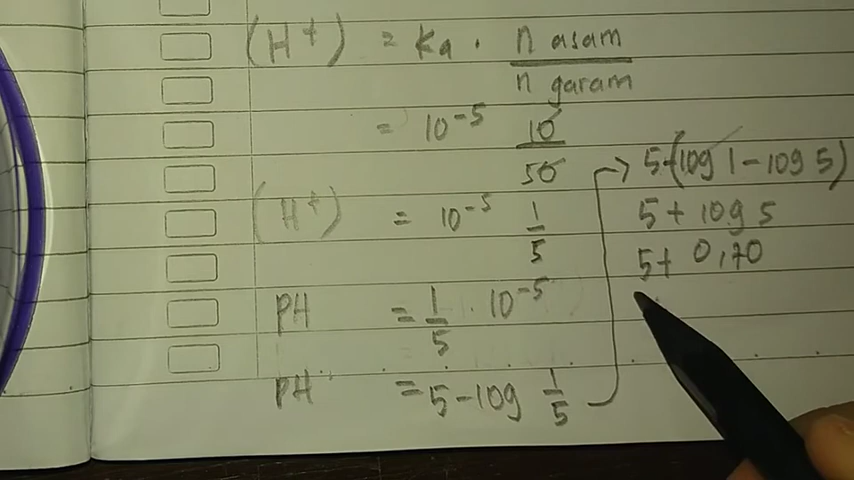 (H+) = Ka . n asam
n garam
= 10-5 10
50
(H+) = 10-5 1
5
PH = 1 . 10-5
5
PH = 5 - log 1
5
→ 5-(log 1 - log 5)
5 + log 5
5 + 0,70